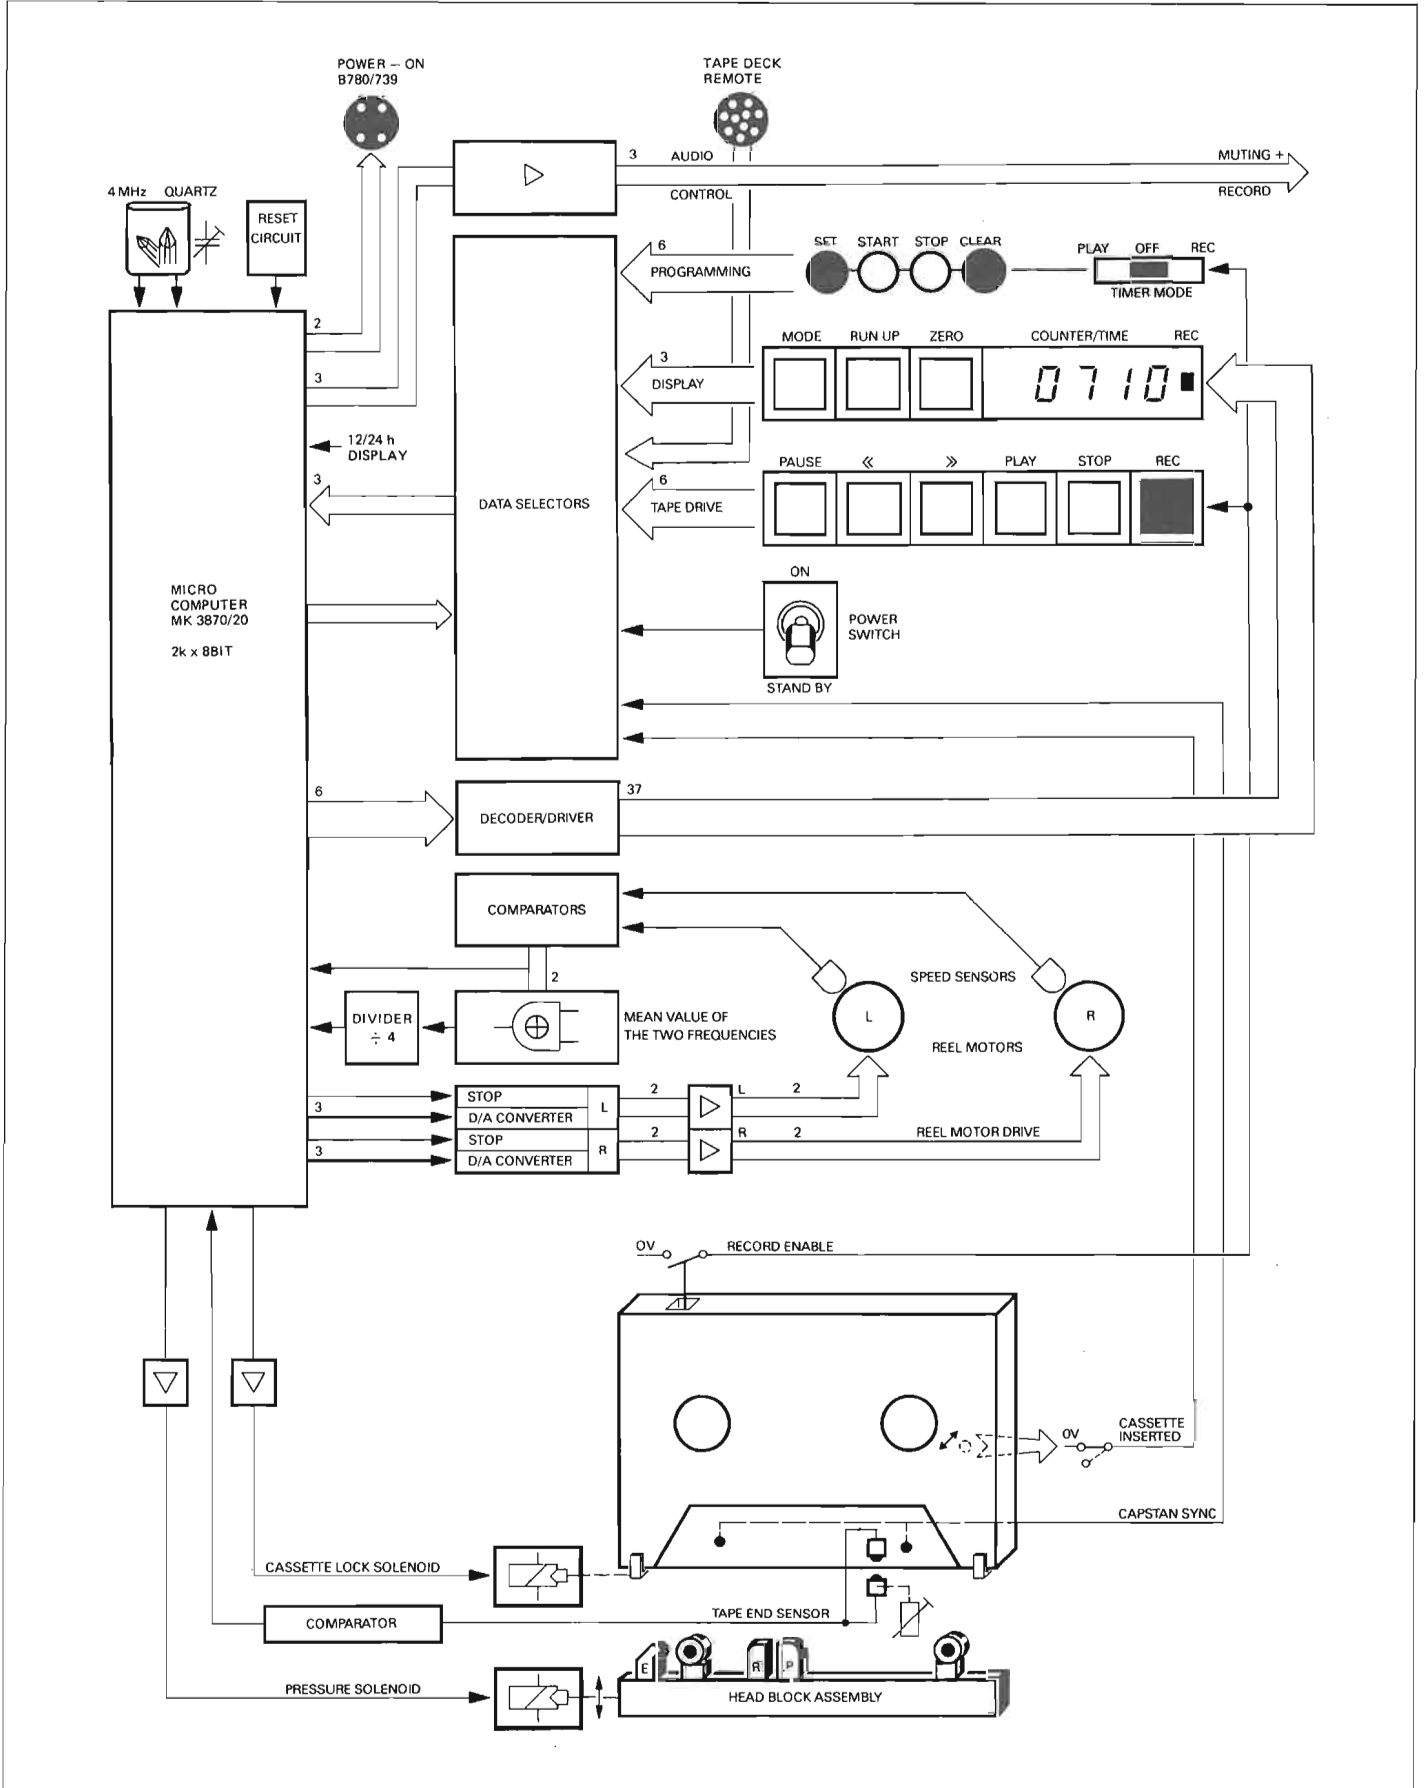 POWER – ON
B780/739
TAPE DECK
REMOTE
3 AUDIO
CONTROL
MUTING +
RECORD
4 MHz QUARTZ
RESET
CIRCUIT
6
PROGRAMMING
SET START STOP CLEAR
PLAY OFF REC
TIMER MODE
2
3
MODE RUN UP ZERO COUNTER/TIME REC
3
DISPLAY
0710
12/24 h
DISPLAY
3
DATA SELECTORS
6
TAPE DRIVE
PAUSE « » PLAY STOP REC
MICRO
COMPUTER
MK 3870/20
2k x 8BIT
ON
POWER
SWITCH
STAND BY
6
DECODER/DRIVER
37
COMPARATORS
2
SPEED SENSORS
L
R
REEL MOTORS
DIVIDER
÷ 4
MEAN VALUE OF
THE TWO FREQUENCIES
STOP
3
D/A CONVERTER
L
2
L
2
STOP
3
D/A CONVERTER
R
2
R
2
REEL MOTOR DRIVE
0V
RECORD ENABLE
0V
CASSETTE
INSERTED
CAPSTAN SYNC
CASSETTE LOCK SOLENOID
COMPARATOR
TAPE END SENSOR
PRESSURE SOLENOID
E
R
P
HEAD BLOCK ASSEMBLY